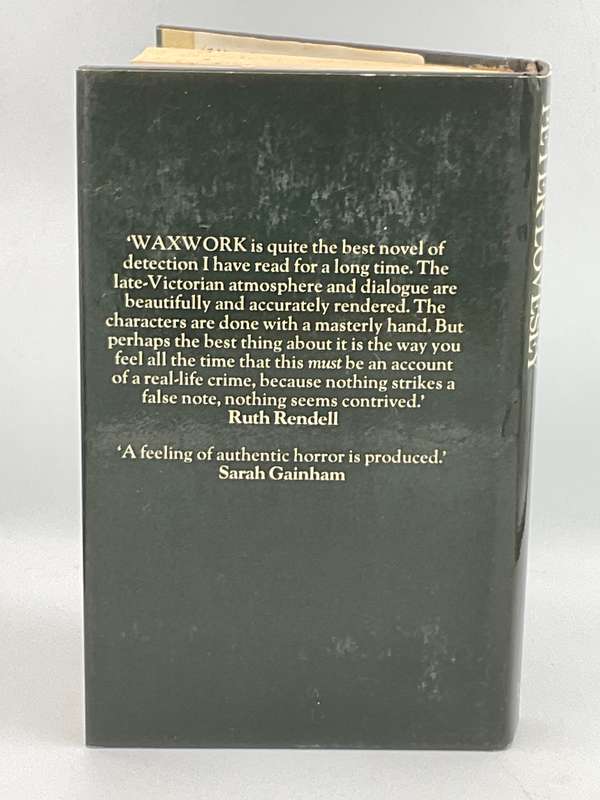 'WAXWORK is quite the best novel of
detection I have read for a long time. The
late-Victorian atmosphere and dialogue are
beautifully and accurately rendered. The
characters are done with a masterly hand. But
perhaps the best thing about it is the way you
feel all the time that this must be an account
of a real-life crime, because nothing strikes a
false note, nothing seems contrived.'
Ruth Rendell
'A feeling of authentic horror is produced.'
Sarah Gainham
PETER LOVESEY